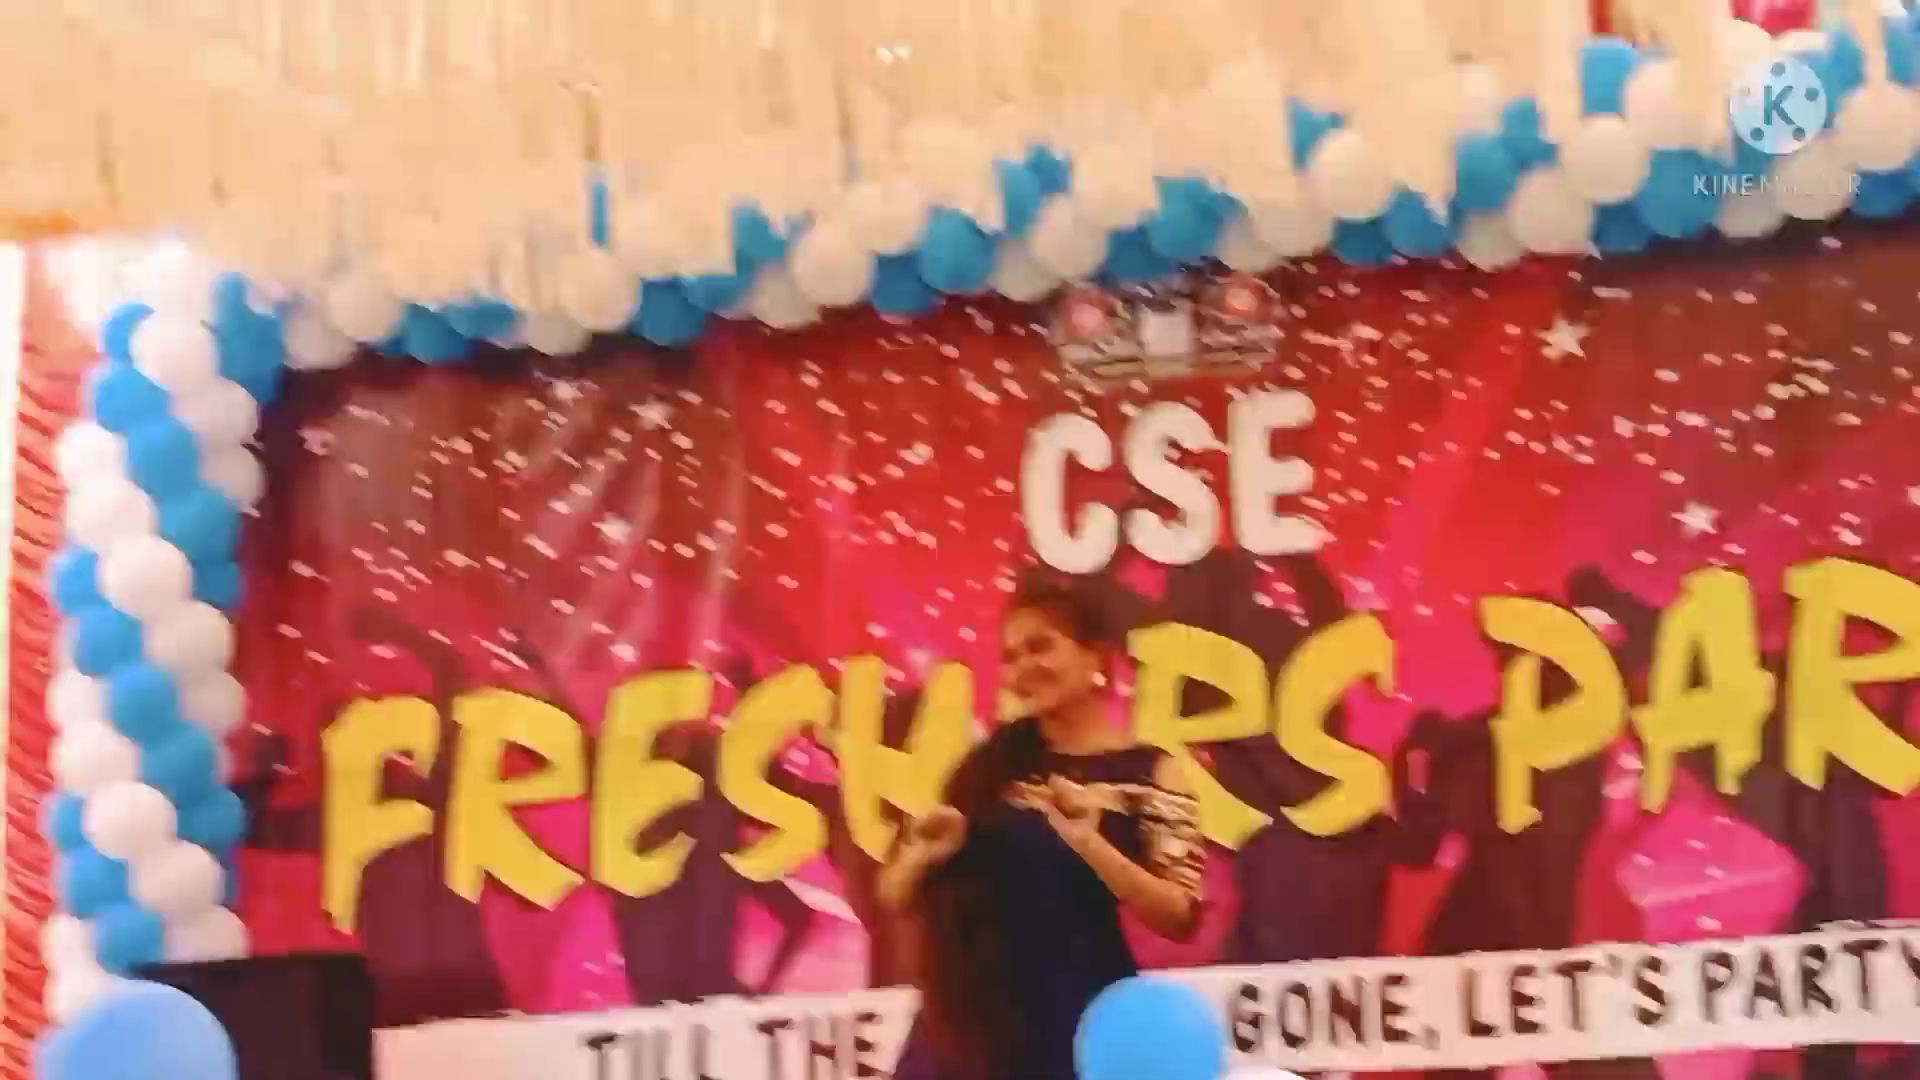 K
KINEMASTER
CSE
FRESH RS PAR
TILL THE GONE, LET'S PARTY